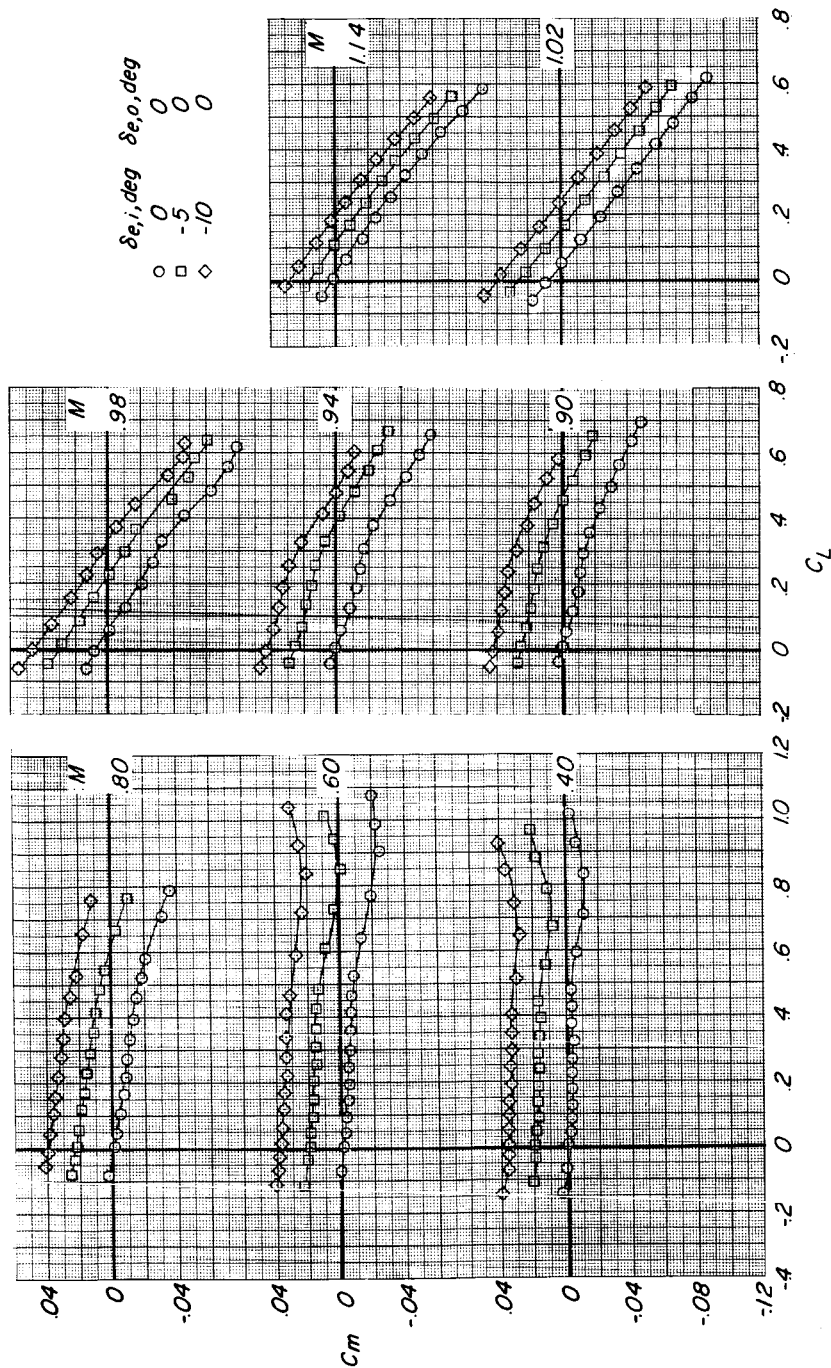 δe,i,deg δe,o,deg
○ 0 0
□ -5 0
◇ -10 0
M
.80
.60
.40
M
.98
.94
.90
M
1.14
1.02
Cm
.04
0
-.04
.04
0
-.04
.04
0
-.04
-.08
-.12
-.4 -.2 0 .2 .4 .6 .8 1.0 1.2
-.2 0 .2 .4 .6 .8
-.2 0 .2 .4 .6 .8
CL